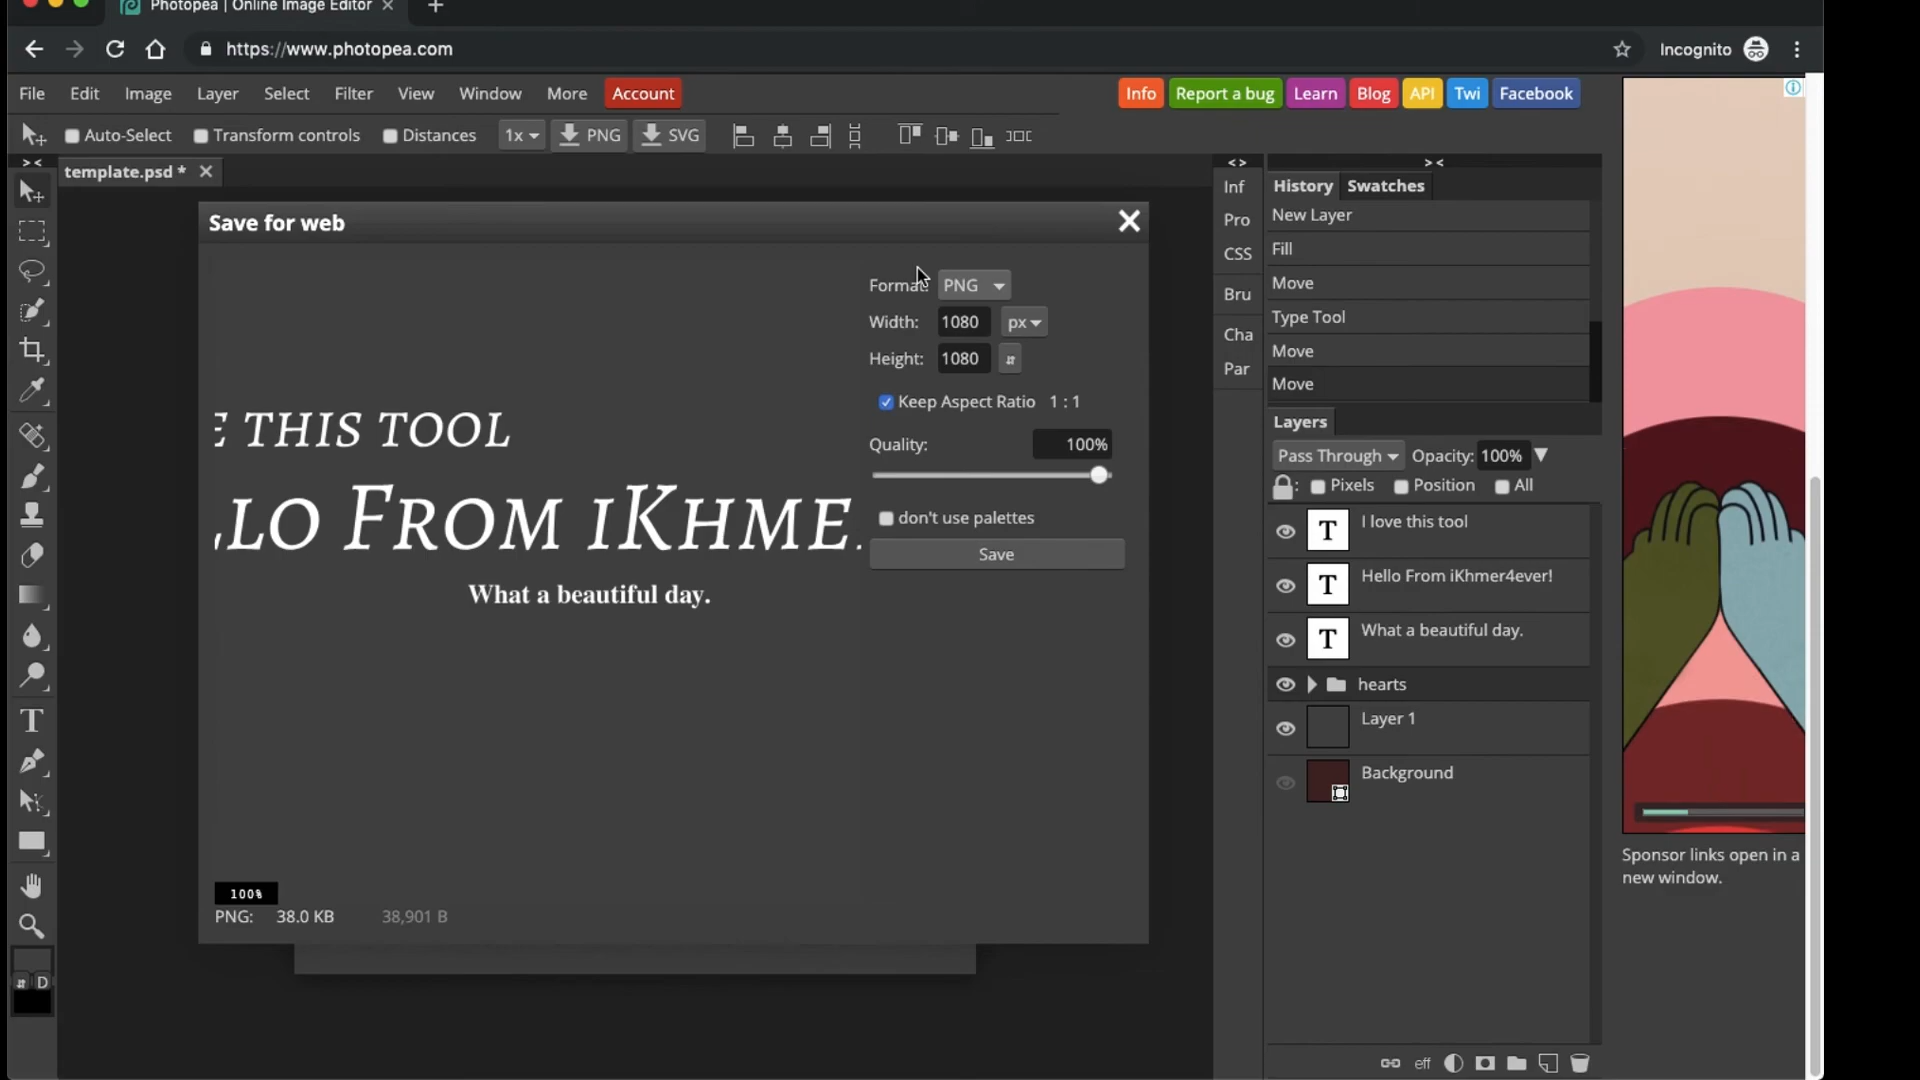 Photopea | Online Image Editor
https://www.photopea.com
Incognito
File Edit Image Layer Select Filter View Window More Account
Info Report a bug Learn Blog API Twi Facebook
Auto-Select Transform controls Distances 1x PNG SVG
template.psd *
Save for web
Format: PNG
Width: 1080 px
Height: 1080
Keep Aspect Ratio 1 : 1
Quality: 100%
don't use palettes
Save
E THIS TOOL
LLO FROM IKHME
What a beautiful day.
100%
PNG: 38.0 KB 38,901 B
Inf
Pro
CSS
Bru
Cha
Par
History Swatches
New Layer
Fill
Move
Type Tool
Move
Move
Layers
Pass Through Opacity: 100%
Pixels Position All
T I love this tool
T Hello From iKhmer4ever!
T What a beautiful day.
hearts
Layer 1
Background
eff
T
D
Sponsor links open in a
new window.